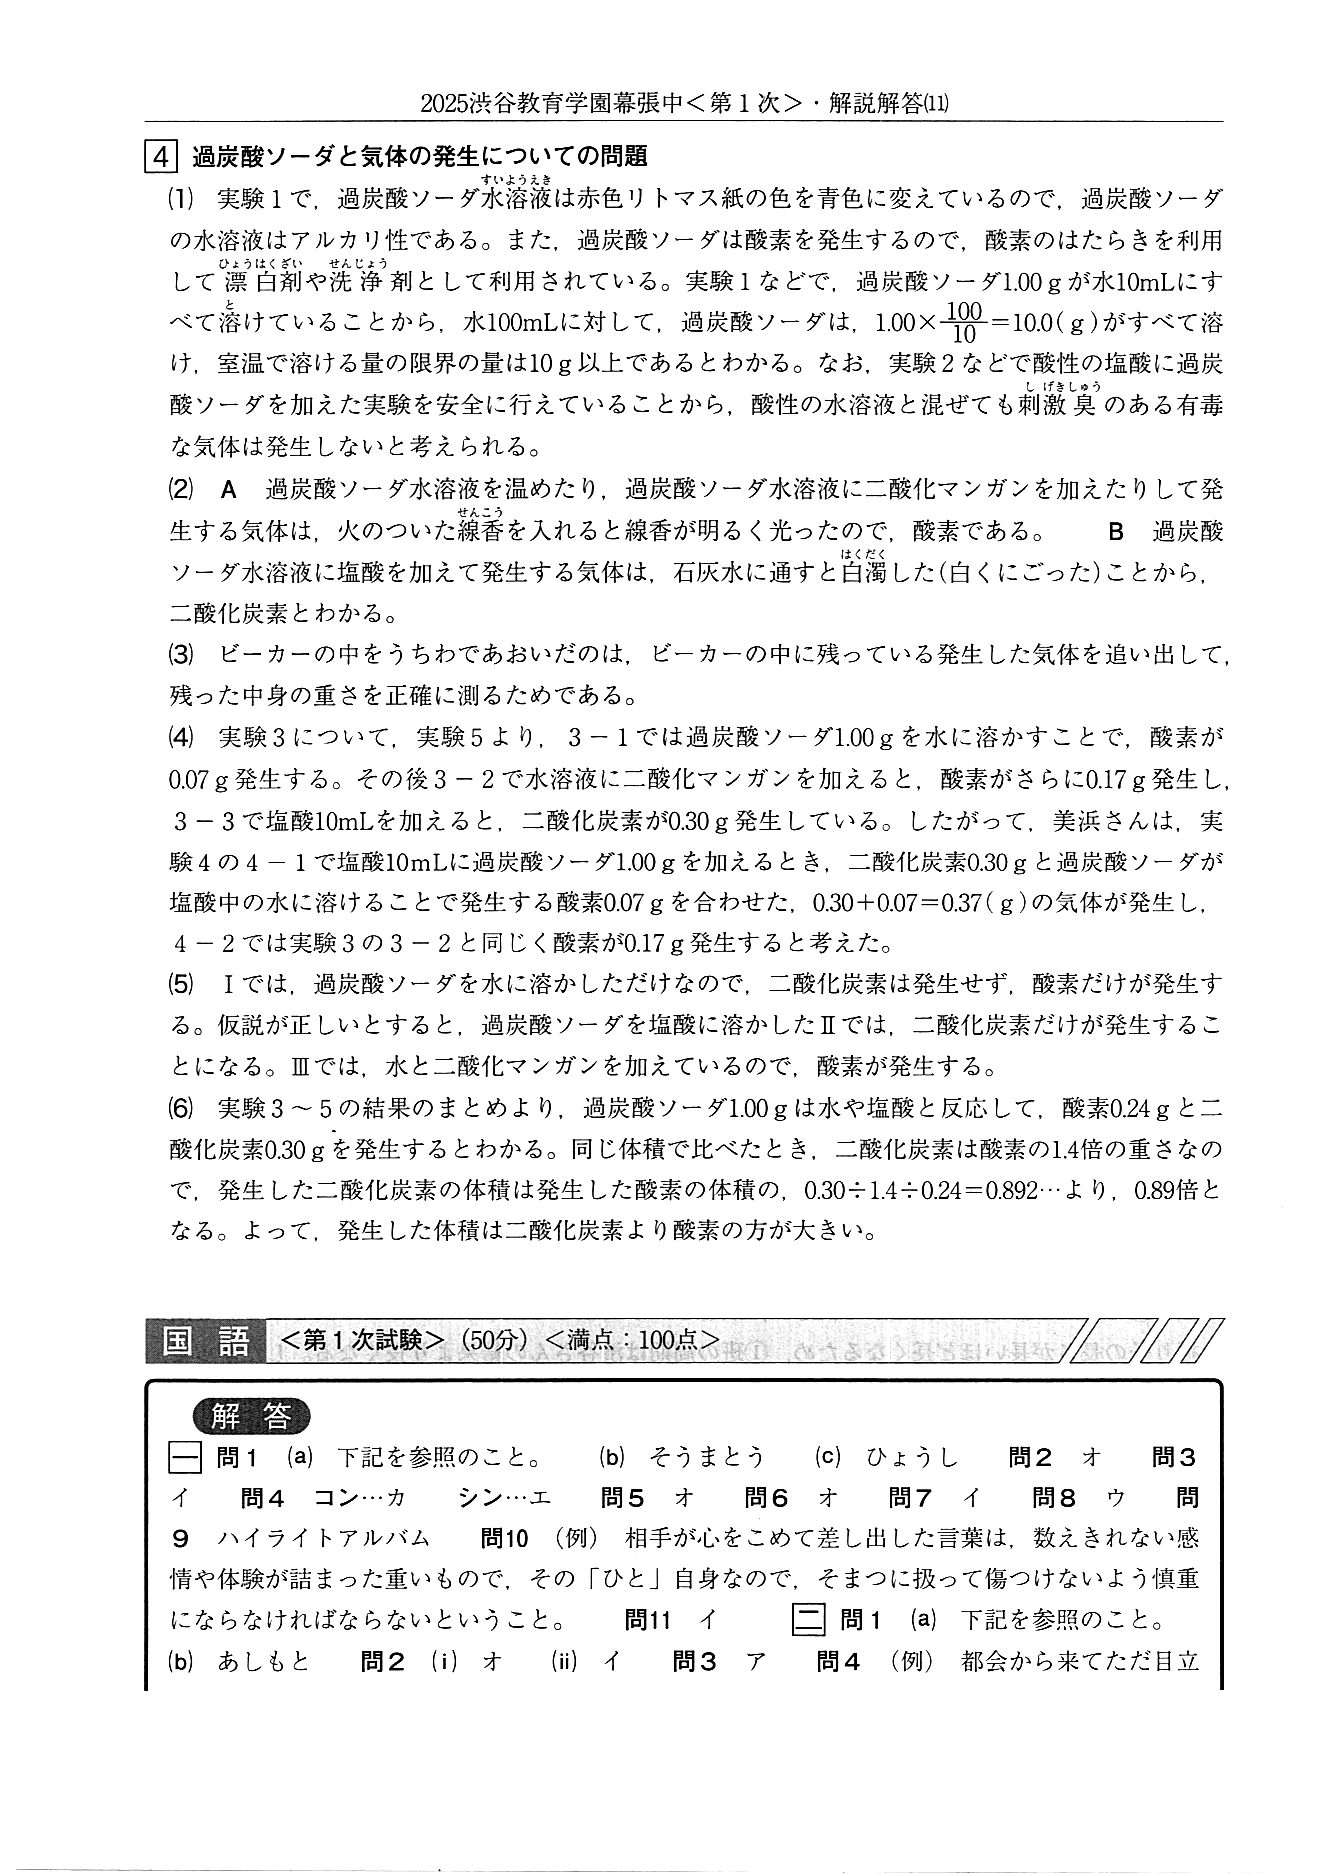 2025渋谷教育学園幕張中＜第１次＞・解説解答⑾
4 過炭酸ソーダと気体の発生についての問題
⑴　実験１で，過炭酸ソーダ水溶液は赤色リトマス紙の色を青色に変えているので，過炭酸ソーダ
の水溶液はアルカリ性である。また，過炭酸ソーダは酸素を発生するので，酸素のはたらきを利用
して漂白剤や洗浄剤として利用されている。実験１などで，過炭酸ソーダ1.00ｇが水10mLにす
べて溶けていることから，水100mLに対して，過炭酸ソーダは，1.00×100/10＝10.0(ｇ)がすべて溶
け，室温で溶ける量の限界の量は10ｇ以上であるとわかる。なお，実験２などで酸性の塩酸に過炭
酸ソーダを加えた実験を安全に行えていることから，酸性の水溶液と混ぜても刺激臭のある有毒
な気体は発生しないと考えられる。
⑵　A　過炭酸ソーダ水溶液を温めたり，過炭酸ソーダ水溶液に二酸化マンガンを加えたりして発
生する気体は，火のついた線香を入れると線香が明るく光ったので，酸素である。　　B　過炭酸
ソーダ水溶液に塩酸を加えて発生する気体は，石灰水に通すと白濁した(白くにごった)ことから，
二酸化炭素とわかる。
⑶　ビーカーの中をうちわであおいだのは，ビーカーの中に残っている発生した気体を追い出して，
残った中身の重さを正確に測るためである。
⑷　実験３について，実験５より，３－１では過炭酸ソーダ1.00ｇを水に溶かすことで，酸素が
0.07ｇ発生する。その後３－２で水溶液に二酸化マンガンを加えると，酸素がさらに0.17ｇ発生し，
３－３で塩酸10mLを加えると，二酸化炭素が0.30ｇ発生している。したがって，美浜さんは，実
験４の４－１で塩酸10mLに過炭酸ソーダ1.00ｇを加えるとき，二酸化炭素0.30ｇと過炭酸ソーダが
塩酸中の水に溶けることで発生する酸素0.07ｇを合わせた，0.30＋0.07＝0.37(ｇ)の気体が発生し，
４－２では実験３の３－２と同じく酸素が0.17ｇ発生すると考えた。
⑸　Ⅰでは，過炭酸ソーダを水に溶かしただけなので，二酸化炭素は発生せず，酸素だけが発生す
る。仮説が正しいとすると，過炭酸ソーダを塩酸に溶かしたⅡでは，二酸化炭素だけが発生するこ
とになる。Ⅲでは，水と二酸化マンガンを加えているので，酸素が発生する。
⑹　実験３～５の結果のまとめより，過炭酸ソーダ1.00ｇは水や塩酸と反応して，酸素0.24ｇと二
酸化炭素0.30ｇを発生するとわかる。同じ体積で比べたとき，二酸化炭素は酸素の1.4倍の重さなの
で，発生した二酸化炭素の体積は発生した酸素の体積の，0.30÷1.4÷0.24＝0.892…より，0.89倍と
なる。よって，発生した体積は二酸化炭素より酸素の方が大きい。
国 語 ＜第１次試験＞（50分）＜満点：100点＞
解 答
一 問１　(a)　下記を参照のこと。　　(b)　そうまとう　　(c)　ひょうし　　問２　オ　　問３
イ　　問４　コン…カ　　シン…エ　　問５　オ　　問６　オ　　問７　イ　　問８　ウ　　問
９　ハイライトアルバム　　問10　（例）　相手が心をこめて差し出した言葉は，数えきれない感
情や体験が詰まった重いもので，その「ひと」自身なので，そまつに扱って傷つけないよう慎重
にならなければならないということ。　　問11　イ　　　二 問１　(a)　下記を参照のこと。
(b)　あしもと　　問２　(i)　オ　　(ii)　イ　　問３　ア　　問４　（例）　都会から来てただ目立